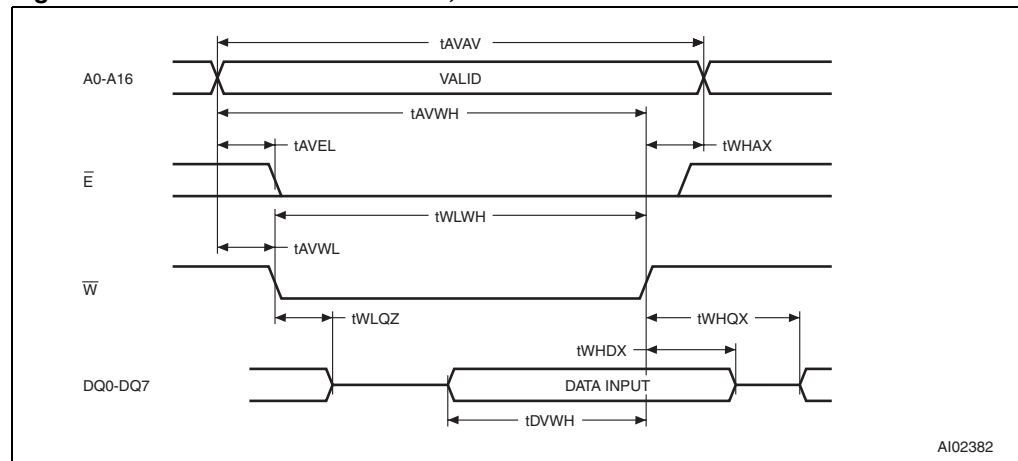 tAVAV
A0-A16
VALID
tAVWH
tAVEL
tWHAX
E
tWLWH
tAVWL
W
tWLQZ
tWHQX
tWHDX
DQ0-DQ7
DATA INPUT
tDVWH
AI02382